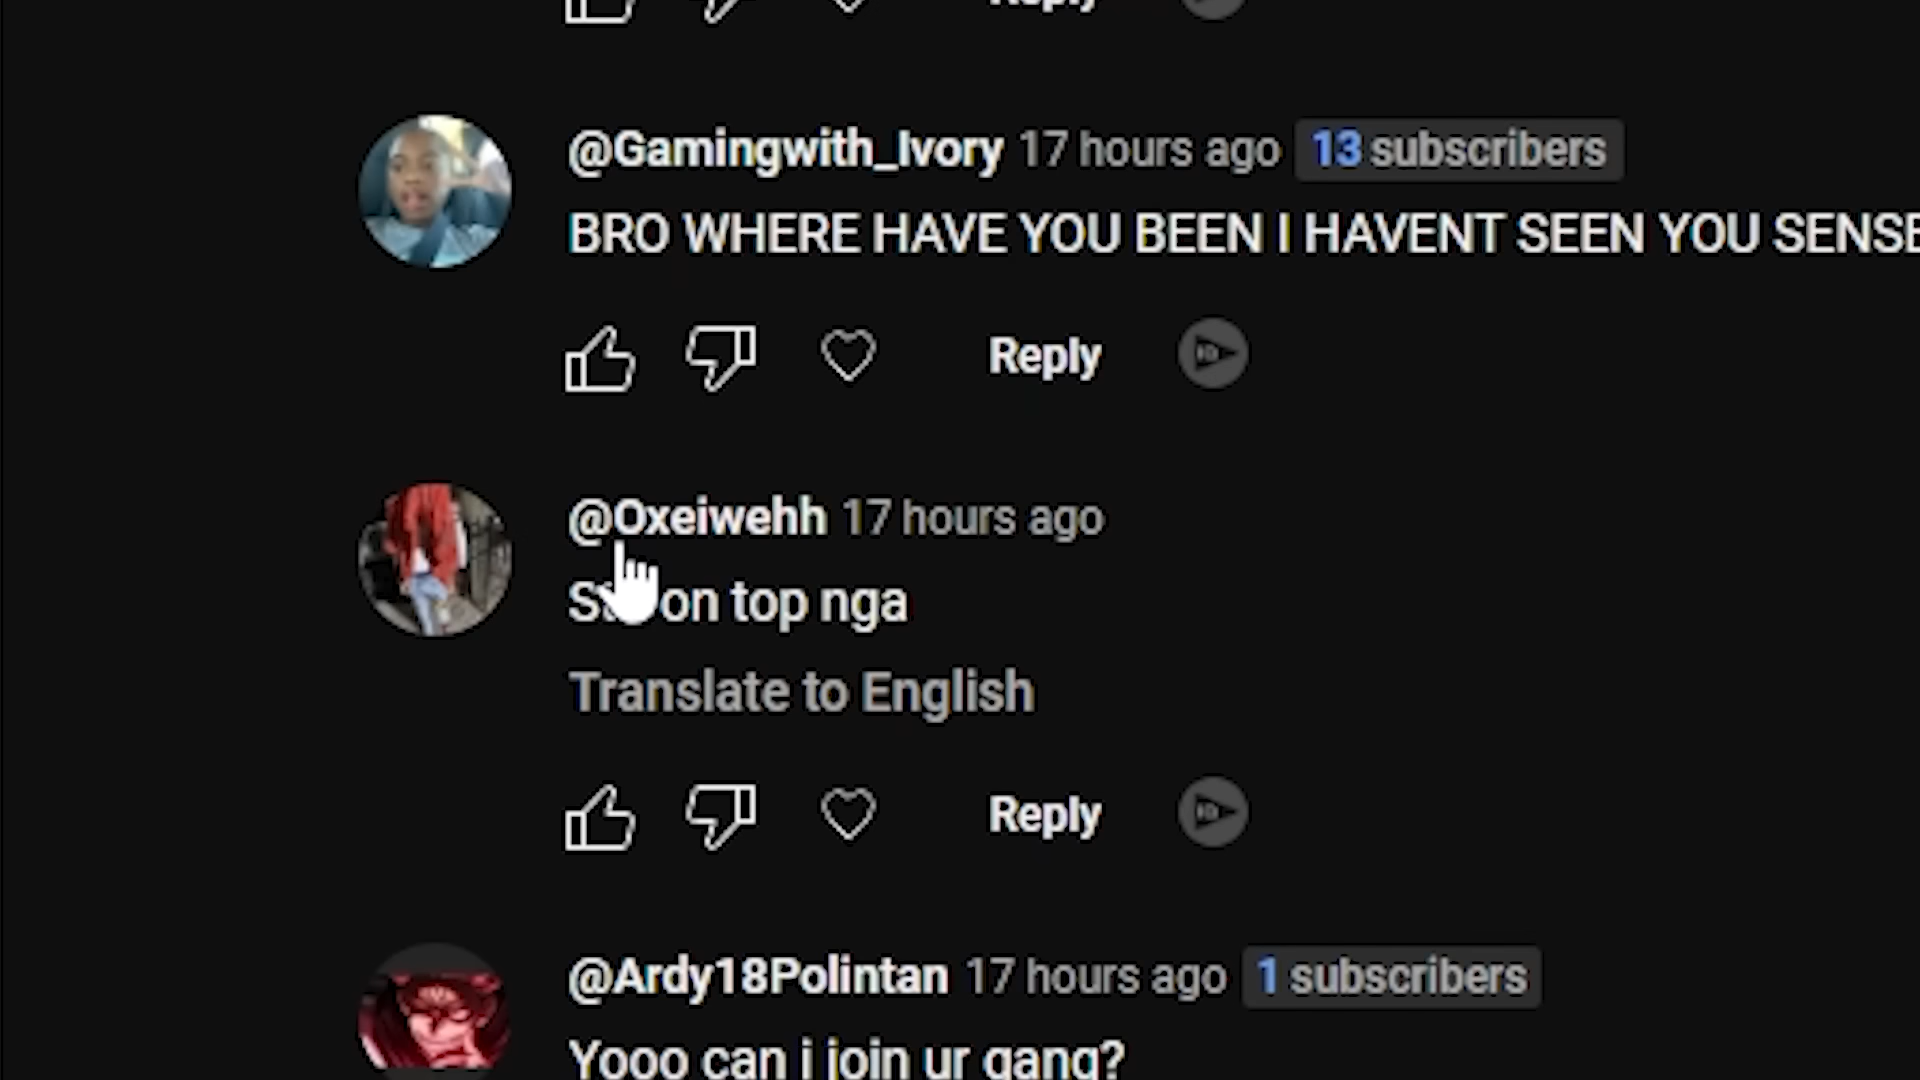 Reply
@Gamingwith_Ivory 17 hours ago 13 subscribers
BRO WHERE HAVE YOU BEEN I HAVENT SEEN YOU SENSE
Reply
@Oxeiwehh 17 hours ago
on top nga
Translate to English
Reply
@Ardy18Polintan 17 hours ago 1 subscribers
Yooo can i join ur gang?